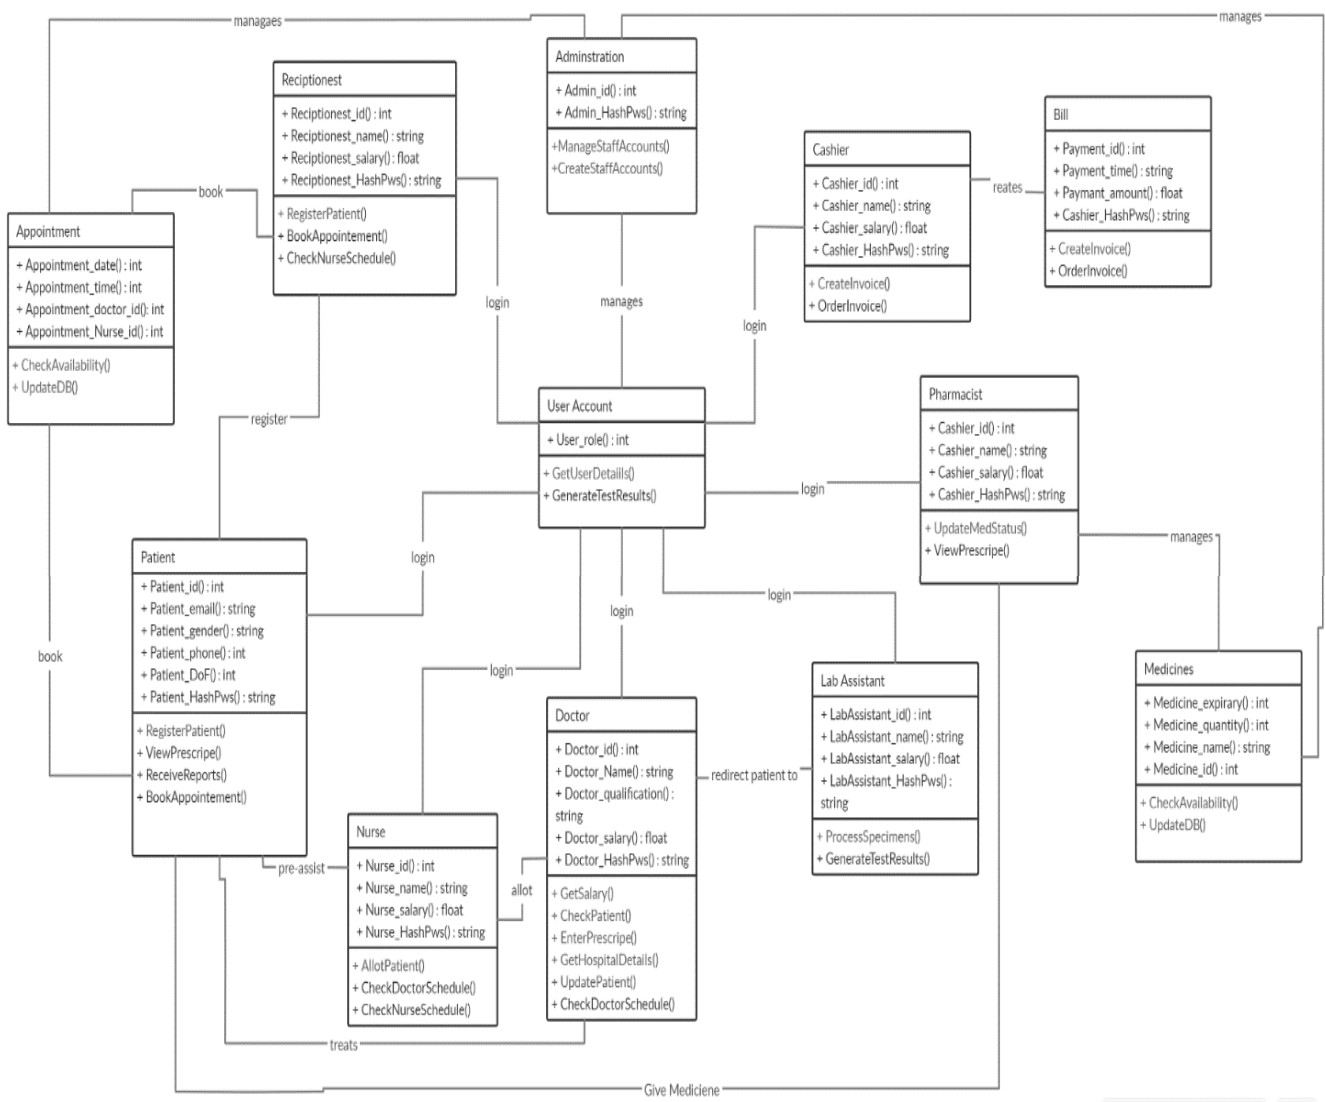 managaes
manages
Adminstration
+ Admin_id() : int
+ Admin_HashPws() : string
+ManageStaffAccounts()
+CreateStaffAccounts()
Reciptionest
+ Reciptionest_id() : int
+ Reciptionest_name() : string
+ Reciptionest_salary() : float
+ Reciptionest_HashPws() : string
+ RegisterPatient()
+ BookAppointement()
+ CheckNurseSchedule()
Bill
+ Payment_id() : int
+ Payment_time() : string
+ Paymant_amount() : float
+ Cashier_HashPws() : string
+ CreateInvoice()
+ OrderInvoice()
Cashier
+ Cashier_id() : int
+ Cashier_name() : string
+ Cashier_salary() : float
+ Cashier_HashPws() : string
+ CreateInvoice()
+ OrderInvoice()
reates
book
Appointment
+ Appointment_date() : int
+ Appointment_time() : int
+ Appointment_doctor_id(): int
+ Appointment_Nurse_id() : int
+ CheckAvailability()
+ UpdateDB()
login
manages
login
register
User Account
+ User_role() : int
+ GetUserDetaiils()
+ GenerateTestResults()
Pharmacist
+ Cashier_id() : int
+ Cashier_name() : string
+ Cashier_salary() : float
+ Cashier_HashPws() : string
+ UpdateMedStatus()
+ ViewPrescripe()
login
manages
login
login
login
login
book
Patient
+ Patient_id() : int
+ Patient_email() : string
+ Patient_gender() : string
+ Patient_phone() : int
+ Patient_DoF() : int
+ Patient_HashPws() : string
+ RegisterPatient()
+ ViewPrescripe()
+ ReceiveReports()
+ BookAppointement()
Medicines
+ Medicine_expirary() : int
+ Medicine_quantity() : int
+ Medicine_name() : string
+ Medicine_id() : int
+ CheckAvailability()
+ UpdateDB()
Lab Assistant
+ LabAssistant_id() : int
+ LabAssistant_name() : string
+ LabAssistant_salary() : float
+ LabAssistant_HashPws() :
string
+ ProcessSpecimens()
+ GenerateTestResults()
Doctor
+ Doctor_id() : int
+ Doctor_Name() : string
+ Doctor_qualification() :
string
+ Doctor_salary() : float
+ Doctor_HashPws() : string
+ GetSalary()
+ CheckPatient()
+ EnterPrescripe()
+ GetHospitalDetails()
+ UpdatePatient()
+ CheckDoctorSchedule()
redirect patient to
Nurse
+ Nurse_id() : int
+ Nurse_name() : string
+ Nurse_salary() : float
+ Nurse_HashPws() : string
+ AllotPatient()
+ CheckDoctorSchedule()
+ CheckNurseSchedule()
pre-assist
allot
treats
Give Mediciene